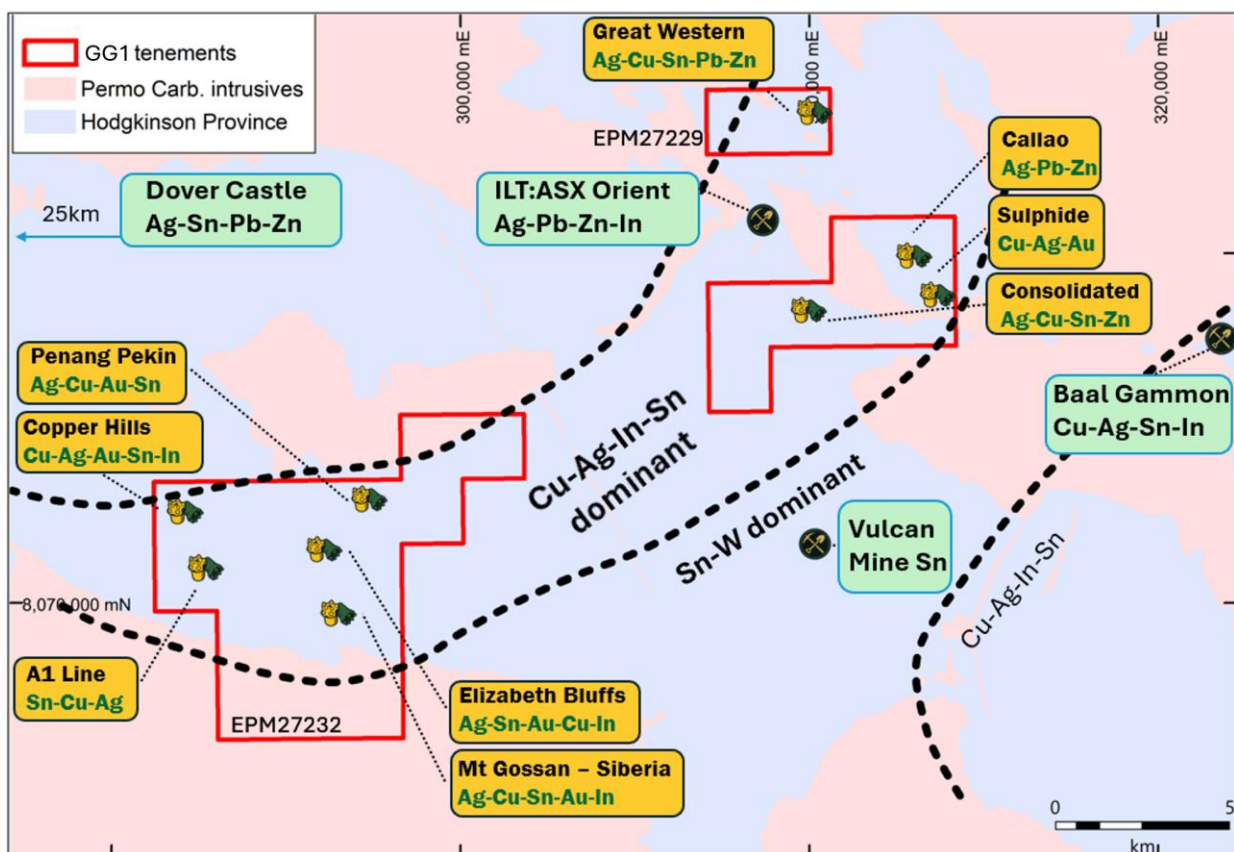 GG1 tenements
Permo Carb. intrusives
Hodgkinson Province
300,000 mE
320,000 mE
Great Western
Ag-Cu-Sn-Pb-Zn
EPM27229
Callao
Ag-Pb-Zn
Dover Castle
Ag-Sn-Pb-Zn
25km
ILT:ASX Orient
Ag-Pb-Zn-In
Sulphide
Cu-Ag-Au
Consolidated
Ag-Cu-Sn-Zn
Penang Pekin
Ag-Cu-Au-Sn
Copper Hills
Cu-Ag-Au-Sn-In
Baal Gammon
Cu-Ag-Sn-In
Cu-Ag-In-Sn
dominant
Sn-W dominant
Vulcan
Mine Sn
Cu-Ag-In-Sn
8,070,000 mN
A1 Line
Sn-Cu-Ag
EPM27232
Elizabeth Bluffs
Ag-Sn-Au-Cu-In
Mt Gossan – Siberia
Ag-Cu-Sn-Au-In
0 5
km